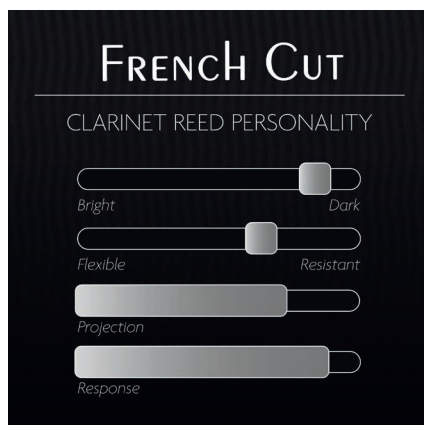 FRENCH CUT
CLARINET REED PERSONALITY
Bright Dark
Flexible Resistant
Projection
Response